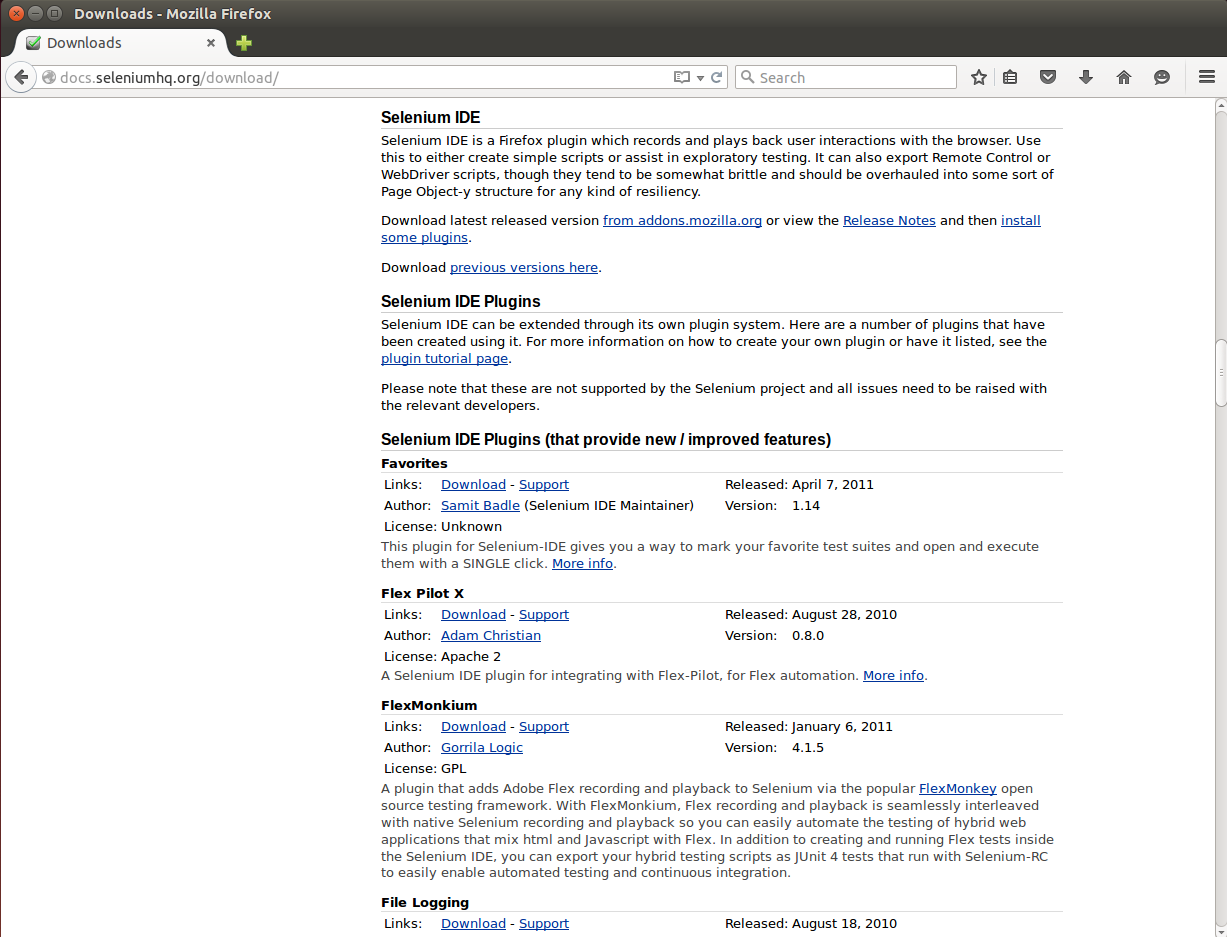 Downloads - Mozilla Firefox
Downloads
docs.seleniumhq.org/download/
Search
Selenium IDE
Selenium IDE is a Firefox plugin which records and plays back user interactions with the browser. Use
this to either create simple scripts or assist in exploratory testing. It can also export Remote Control or
WebDriver scripts, though they tend to be somewhat brittle and should be overhauled into some sort of
Page Object-y structure for any kind of resiliency.
Download latest released version from addons.mozilla.org or view the Release Notes and then install
some plugins.
Download previous versions here.
Selenium IDE Plugins
Selenium IDE can be extended through its own plugin system. Here are a number of plugins that have
been created using it. For more information on how to create your own plugin or have it listed, see the
plugin tutorial page.
Please note that these are not supported by the Selenium project and all issues need to be raised with
the relevant developers.
Selenium IDE Plugins (that provide new / improved features)
Favorites
Links: Download - Support Released: April 7, 2011
Author: Samit Badle (Selenium IDE Maintainer) Version: 1.14
License: Unknown
This plugin for Selenium-IDE gives you a way to mark your favorite test suites and open and execute
them with a SINGLE click. More info.
Flex Pilot X
Links: Download - Support Released: August 28, 2010
Author: Adam Christian Version: 0.8.0
License: Apache 2
A Selenium IDE plugin for integrating with Flex-Pilot, for Flex automation. More info.
FlexMonkium
Links: Download - Support Released: January 6, 2011
Author: Gorrila Logic Version: 4.1.5
License: GPL
A plugin that adds Adobe Flex recording and playback to Selenium via the popular FlexMonkey open
source testing framework. With FlexMonkium, Flex recording and playback is seamlessly interleaved
with native Selenium recording and playback so you can easily automate the testing of hybrid web
applications that mix html and Javascript with Flex. In addition to creating and running Flex tests inside
the Selenium IDE, you can export your hybrid testing scripts as JUnit 4 tests that run with Selenium-RC
to easily enable automated testing and continuous integration.
File Logging
Links: Download - Support Released: August 18, 2010